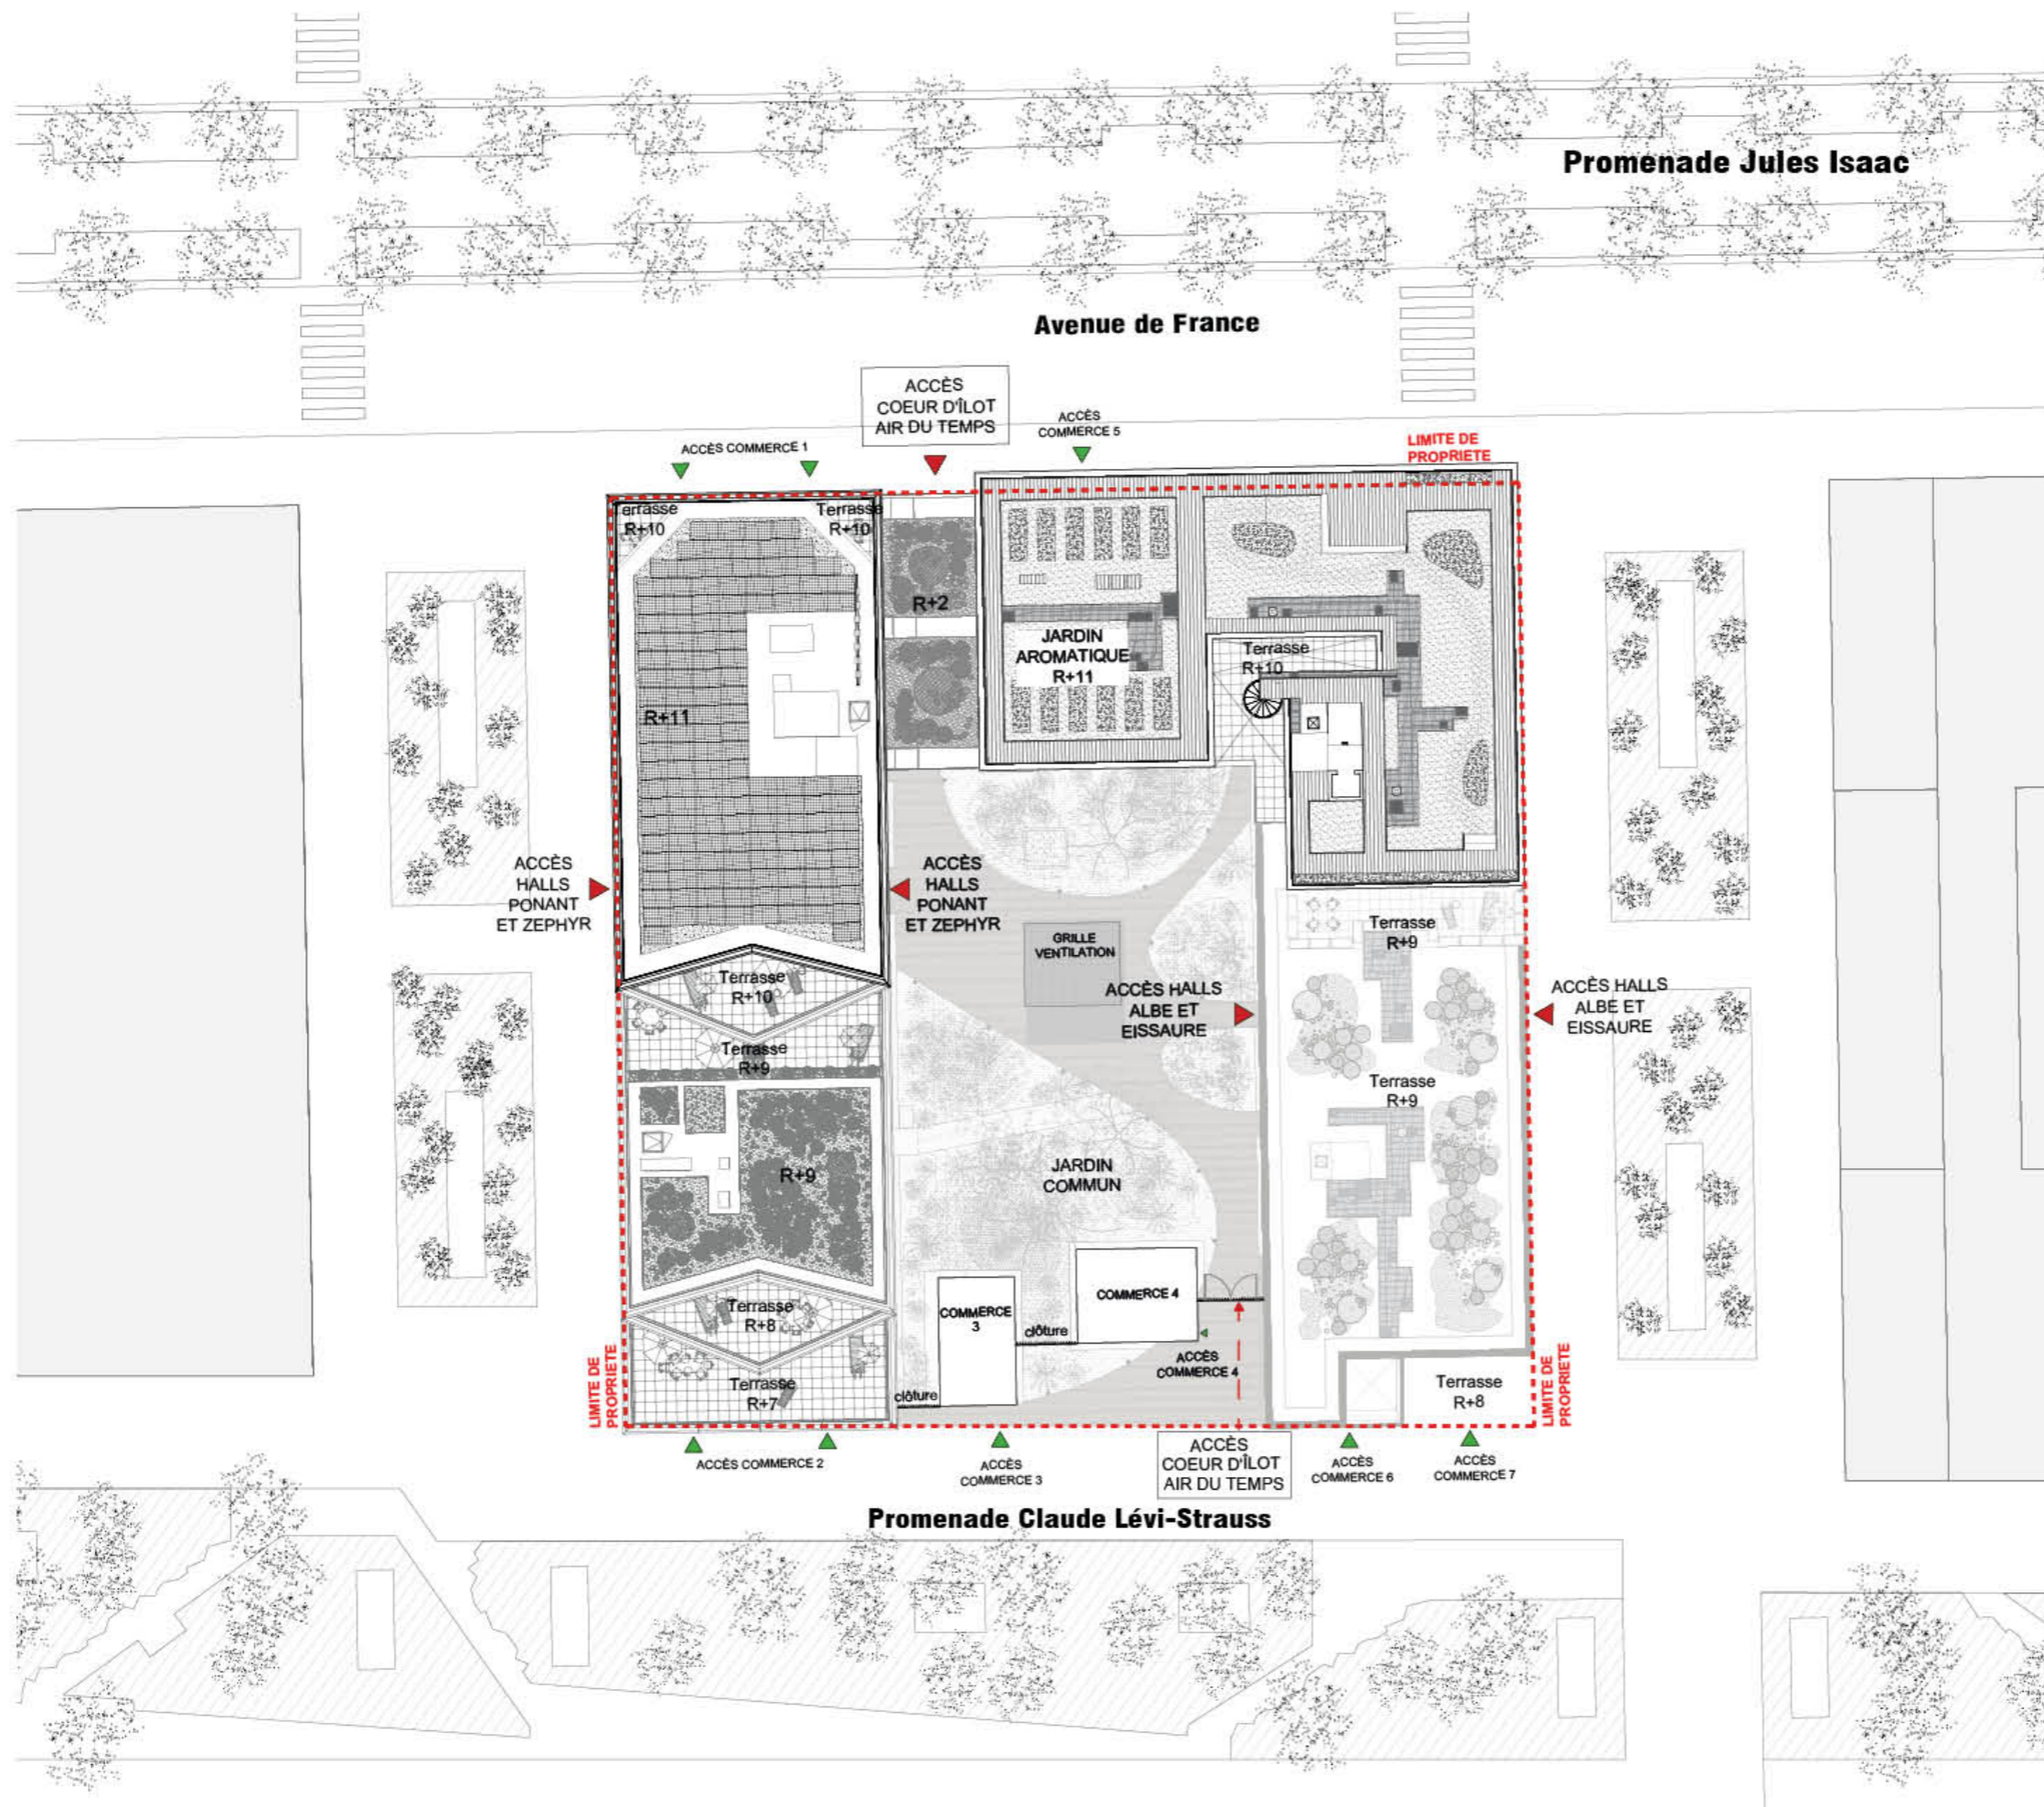 Promenade Jules Isaac
Avenue de France
ACCÈS
COEUR D'ÎLOT
AIR DU TEMPS
ACCÈS
COMMERCE 5
ACCÈS COMMERCE 1
LIMITE DE
PROPRIETE
Terrasse
R+10
Terrasse
R+10
R+2
JARDIN
AROMATIQUE
R+11
Terrasse
R+10
R+11
ACCÈS
HALLS
PONANT
ET ZEPHYR
ACCÈS
HALLS
PONANT
ET ZEPHYR
GRILLE
VENTILATION
Terrasse
R+9
Terrasse
R+10
ACCÈS HALLS
ALBE ET
EISSAURE
ACCÈS HALLS
ALBE ET
EISSAURE
Terrasse
R+9
Terrasse
R+9
R+9
JARDIN
COMMUN
COMMERCE
3
COMMERCE 4
clôture
Terrasse
R+8
ACCÈS
COMMERCE 4
Terrasse
R+7
clôture
Terrasse
R+8
LIMITE DE
PROPRIETE
LIMITE DE
PROPRIETE
ACCÈS COMMERCE 2
ACCÈS
COMMERCE 3
ACCÈS
COEUR D'ÎLOT
AIR DU TEMPS
ACCÈS
COMMERCE 6
ACCÈS
COMMERCE 7
Promenade Claude Lévi-Strauss